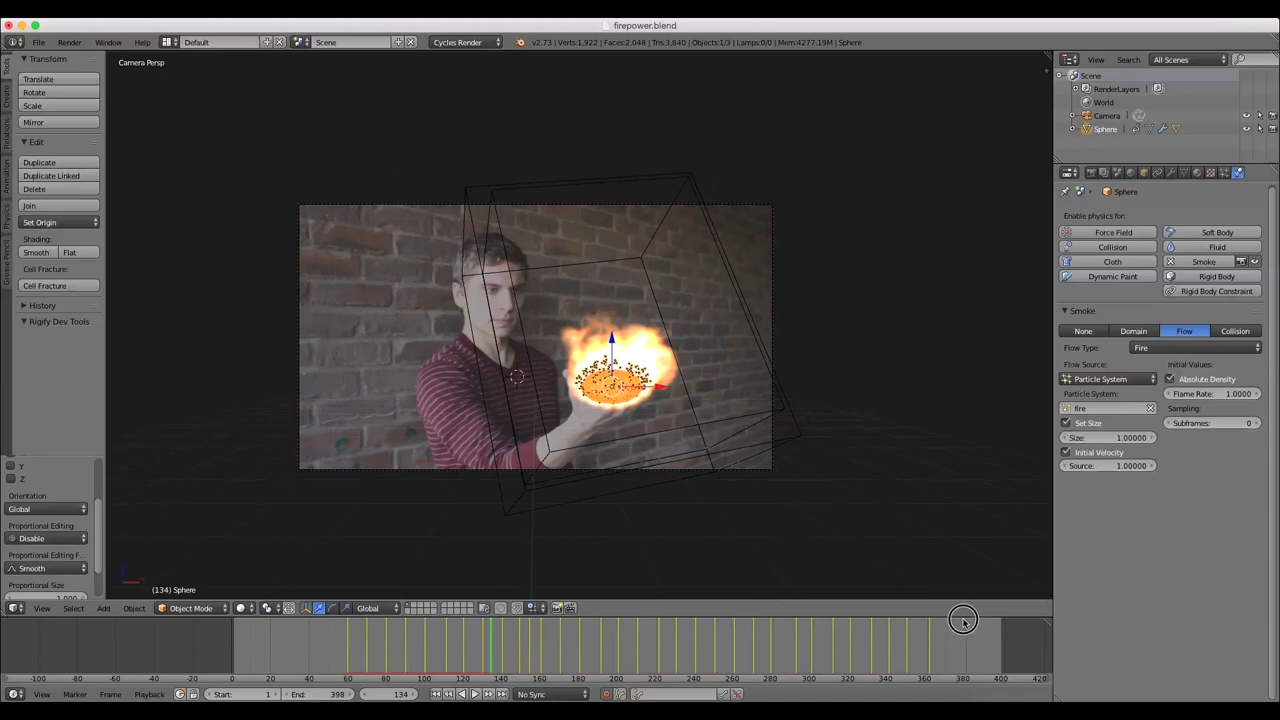 firepower.blend
File Render Window Help Default Scene Cycles Render v2.73 | Verts:1,922 | Faces:2,048 | Tris:3,840 | Objects:1/3 | Lamps:0/0 | Mem:4277.19M | Sphere
Tools
Create
Relations
Animation
Physics
Grease Pencil
Transform
Translate
Rotate
Scale
Mirror
Edit
Duplicate
Duplicate Linked
Delete
Join
Set Origin
Shading:
Smooth Flat
Cell Fracture:
Cell Fracture
History
Rigify Dev Tools
Y
Z
Orientation
Global
Proportional Editing
Disable
Proportional Editing F...
Smooth
Proportional Size
1.000
Camera Persp
(134) Sphere
View Select Add Object Object Mode Global
-100 -80 -60 -40 -20 0 20 40 60 80 100 120 140 160 180 200 220 240 260 280 300 320 340 360 380 400 420
View Marker Frame Playback Start: 1 End: 398 134 No Sync
View Search All Scenes
Scene
RenderLayers
World
Camera
Sphere
Sphere
Enable physics for:
Force Field Soft Body
Collision Fluid
Cloth Smoke
Dynamic Paint Rigid Body
Rigid Body Constraint
Smoke
None Domain Flow Collision
Flow Type: Fire
Flow Source: Initial Values:
Particle System Absolute Density
Particle System: Flame Rate: 1.0000
fire Sampling:
Set Size Subframes: 0
Size: 1.00000
Initial Velocity
Source: 1.00000